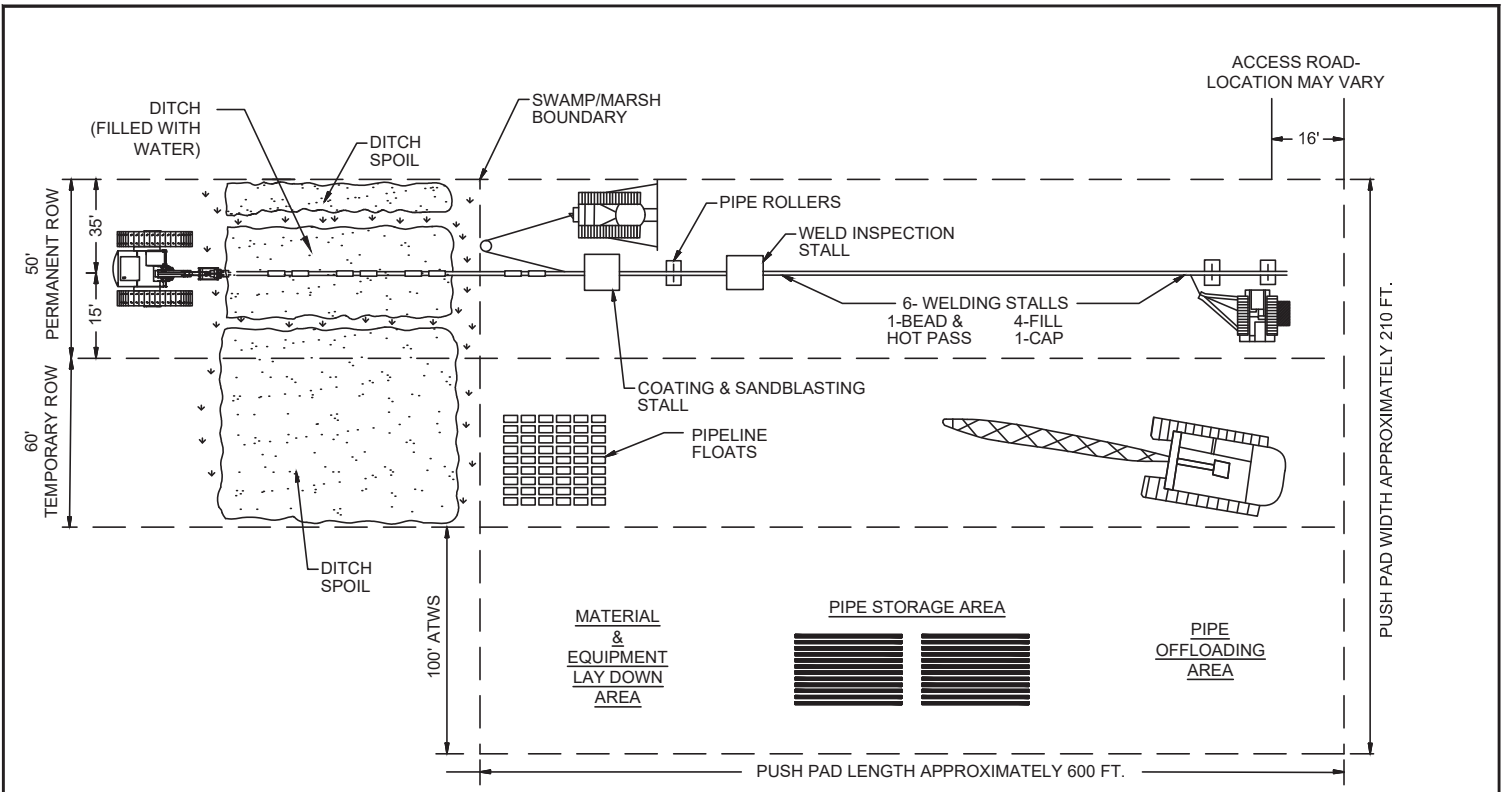 ACCESS ROAD-
LOCATION MAY VARY
16'
DITCH
(FILLED WITH
WATER)
SWAMP/MARSH
BOUNDARY
DITCH
SPOIL
PIPE ROLLERS
WELD INSPECTION
STALL
50'
PERMANENT ROW
35'
15'
6- WELDING STALLS
1-BEAD & 4-FILL
HOT PASS 1-CAP
COATING & SANDBLASTING
STALL
PIPELINE
FLOATS
60'
TEMPORARY ROW
PUSH PAD WIDTH APPROXIMATELY 210 FT.
DITCH
SPOIL
100' ATWS
MATERIAL
&
EQUIPMENT
LAY DOWN
AREA
PIPE STORAGE AREA
PIPE
OFFLOADING
AREA
PUSH PAD LENGTH APPROXIMATELY 600 FT.